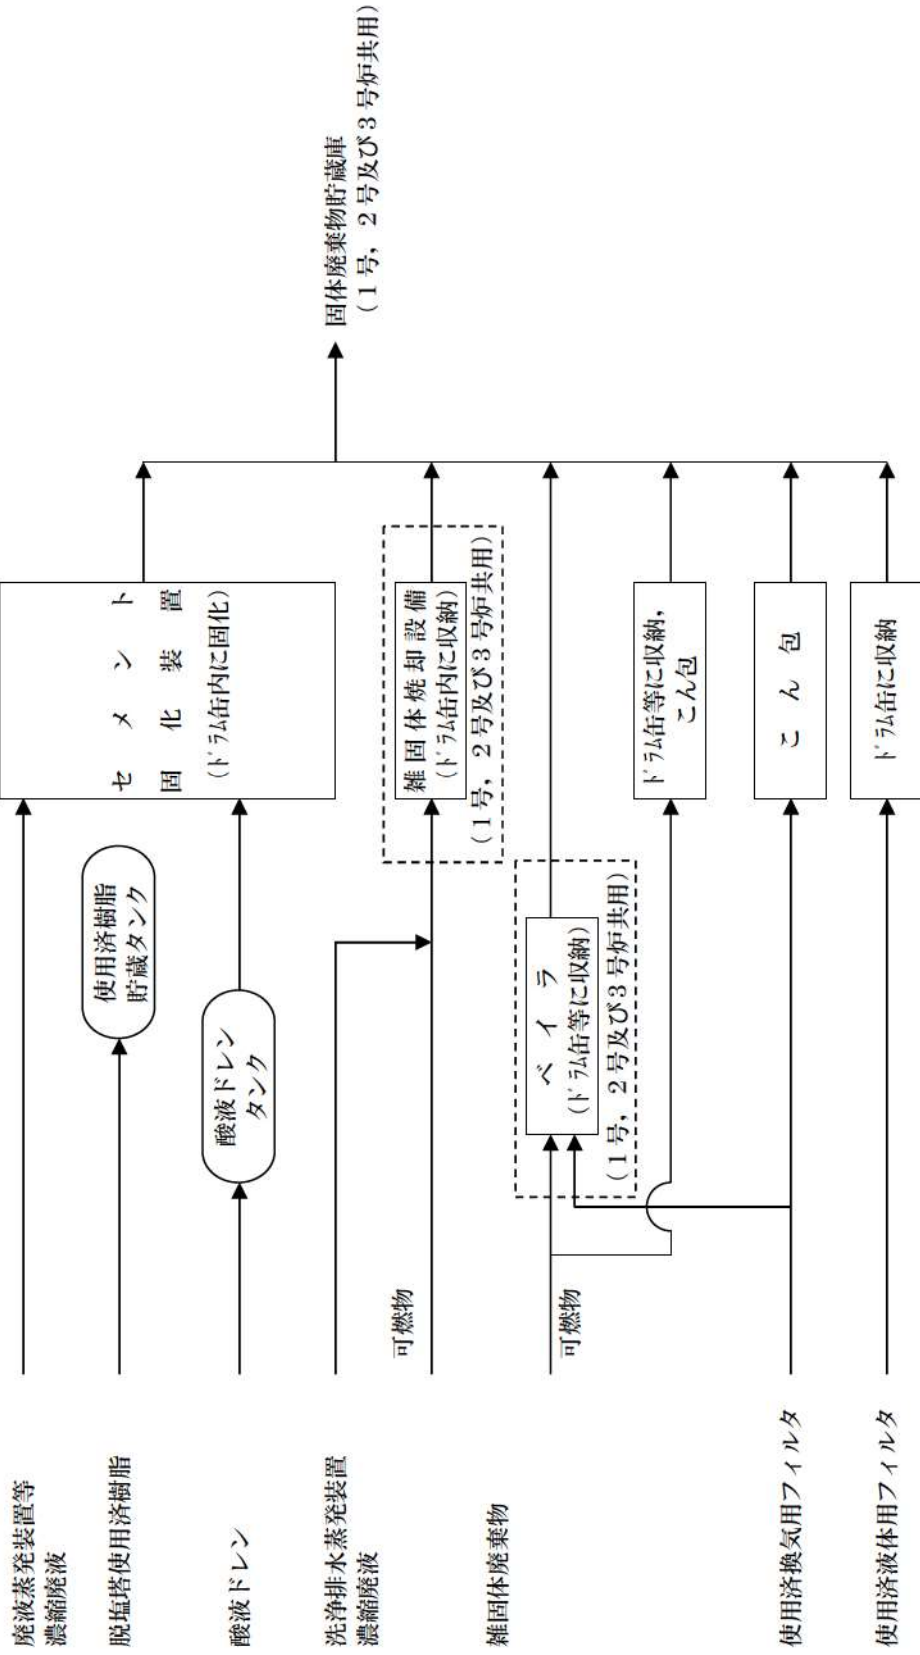 廃液蒸発装置等
濃縮廃液
脱塩塔使用済樹脂
使用済樹脂
貯蔵タンク
酸液ドレン
酸液ドレン
タンク
セメント
固化装置
(ﾄﾞﾗﾑ缶内に固化)
洗浄排水蒸発装置
濃縮廃液
可燃物
雑固体焼却設備
(ﾄﾞﾗﾑ缶内に収納)
(1号, 2号及び3号炉共用)
固体廃棄物貯蔵庫
(1号, 2号及び3号炉共用)
雑固体廃棄物
可燃物
ベイラ
(ﾄﾞﾗﾑ缶等に収納)
(1号, 2号及び3号炉共用)
ﾄﾞﾗﾑ缶等に収納,
こん包
使用済換気用フィルタ
こん包
使用済液体用フィルタ
ﾄﾞﾗﾑ缶に収納